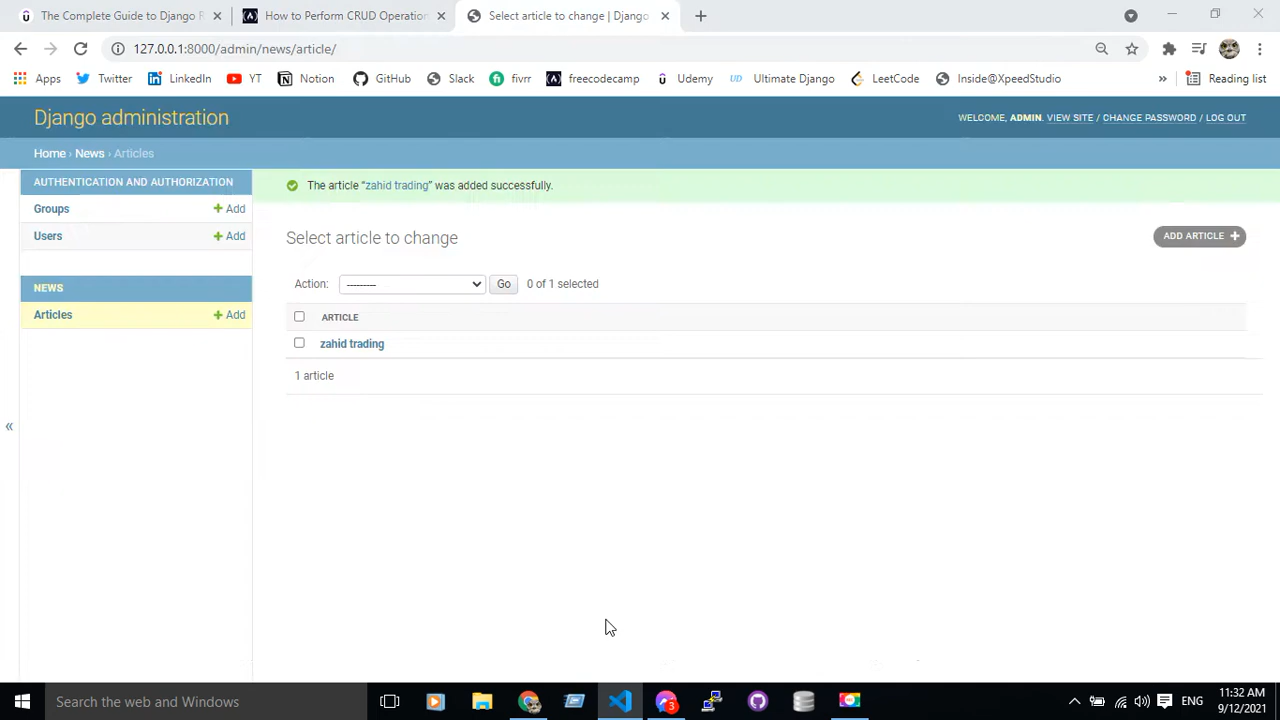 The Complete Guide to Django R
How to Perform CRUD Operation
Select article to change | Django
127.0.0.1:8000/admin/news/article/
Apps Twitter LinkedIn YT Notion GitHub Slack fivrr freecodecamp Udemy UD Ultimate Django LeetCode Inside@XpeedStudio » Reading list
Django administration
WELCOME, ADMIN. VIEW SITE / CHANGE PASSWORD / LOG OUT
Home › News › Articles
AUTHENTICATION AND AUTHORIZATION
Groups + Add
Users + Add
NEWS
Articles + Add
«
The article “zahid trading” was added successfully.
Select article to change
ADD ARTICLE +
Action: --------- Go 0 of 1 selected
ARTICLE
zahid trading
1 article
Search the web and Windows
3
ENG
11:32 AM
9/12/2021